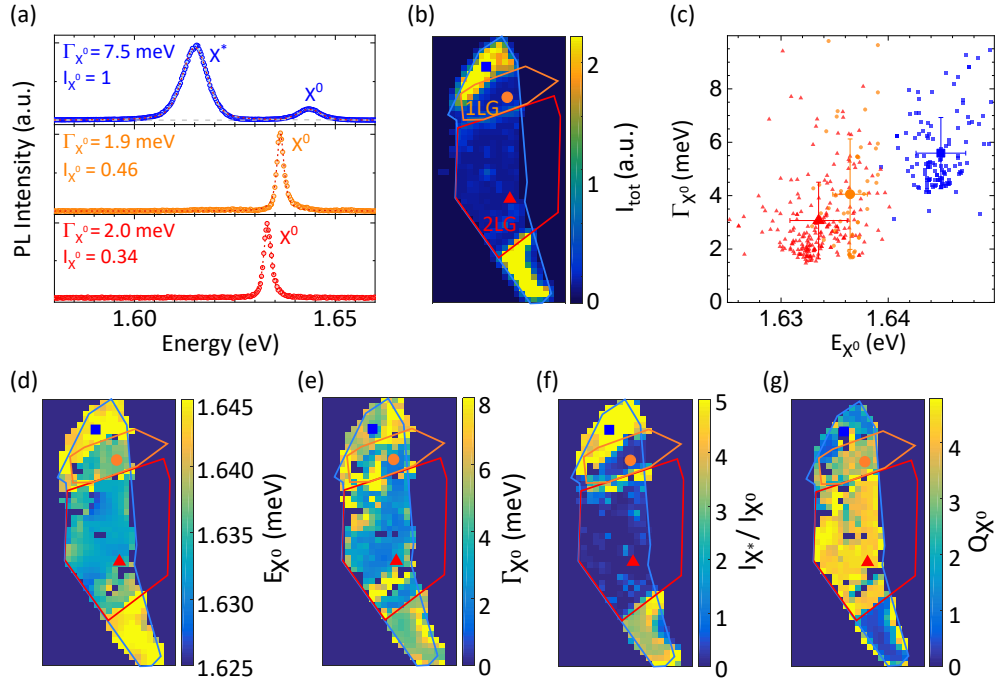 (a)
Γ_X⁰ = 7.5 meV
I_X⁰ = 1
X*
X⁰
Γ_X⁰ = 1.9 meV
I_X⁰ = 0.46
X⁰
Γ_X⁰ = 2.0 meV
I_X⁰ = 0.34
X⁰
PL Intensity (a.u.)
1.60
1.65
Energy (eV)
(b)
1LG
2LG
2
1
0
I_tot (a.u.)
(c)
8
6
4
2
0
Γ_X⁰ (meV)
1.63
1.64
E_X⁰ (eV)
(d)
1.645
1.640
1.635
1.630
1.625
E_X⁰ (meV)
(e)
8
6
4
2
0
Γ_X⁰ (meV)
(f)
5
4
3
2
1
0
I_X* / I_X⁰
(g)
4
3
2
1
0
Q_X⁰